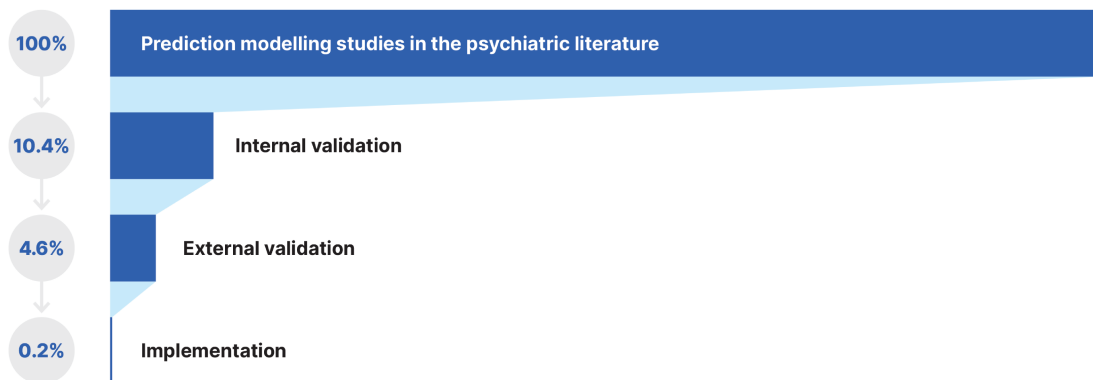 100%
Prediction modelling studies in the psychiatric literature
10.4%
Internal validation
4.6%
External validation
0.2%
Implementation